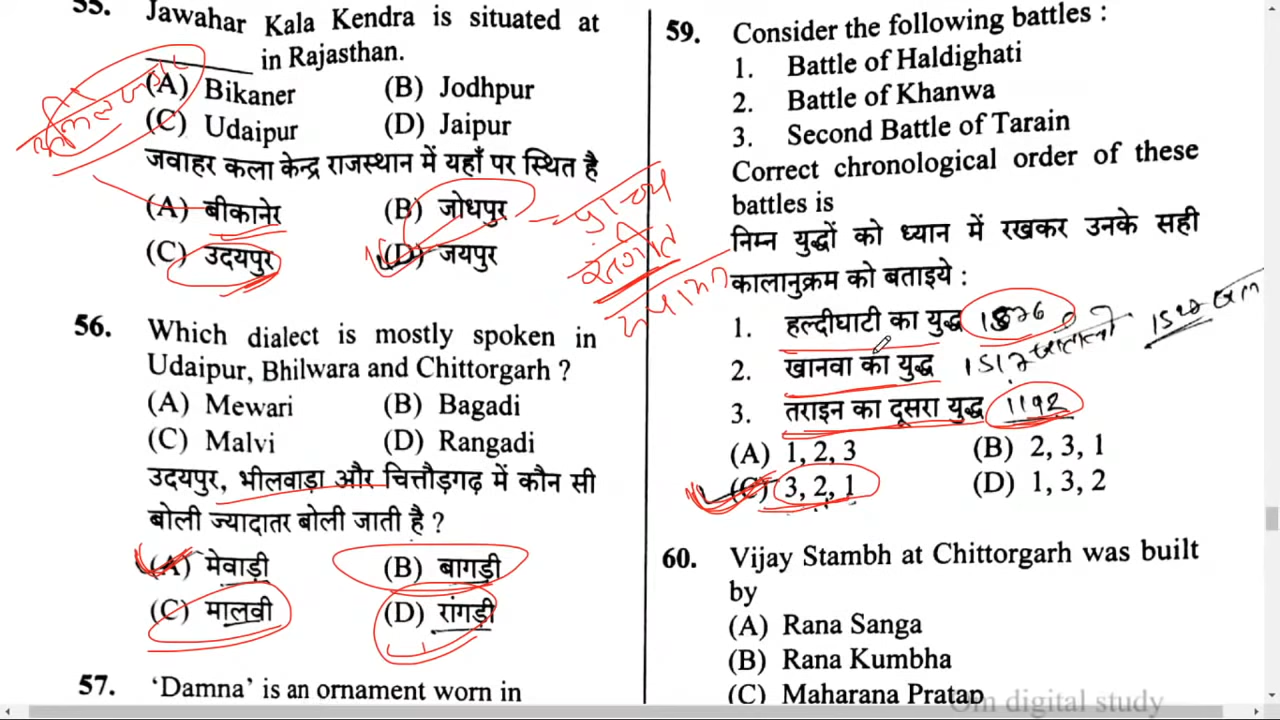 55. Jawahar Kala Kendra is situated at
________ in Rajasthan.
(A) Bikaner (B) Jodhpur
(C) Udaipur (D) Jaipur
जवाहर कला केन्द्र राजस्थान में यहाँ पर स्थित है
(A) बीकानेर (B) जोधपुर
(C) उदयपुर (D) जयपुर
56. Which dialect is mostly spoken in
Udaipur, Bhilwara and Chittorgarh ?
(A) Mewari (B) Bagadi
(C) Malvi (D) Rangadi
उदयपुर, भीलवाड़ा और चित्तौड़गढ़ में कौन सी
बोली ज्यादातर बोली जाती है ?
(A) मेवाड़ी (B) बागड़ी
(C) मालवी (D) रांगड़ी
57. ‘Damna’ is an ornament worn in
प्राच्य
संगीत
59. Consider the following battles :
1. Battle of Haldighati
2. Battle of Khanwa
3. Second Battle of Tarain
Correct chronological order of these
battles is
निम्न युद्धों को ध्यान में रखकर उनके सही
कालानुक्रम को बताइये :
1. हल्दीघाटी का युद्ध 1576
2. खानवा का युद्ध 1517
3. तराइन का दूसरा युद्ध 1192
(A) 1, 2, 3 (B) 2, 3, 1
(C) 3, 2, 1 (D) 1, 3, 2
60. Vijay Stambh at Chittorgarh was built
by
(A) Rana Sanga
(B) Rana Kumbha
(C) Maharana Pratap
Om digital study